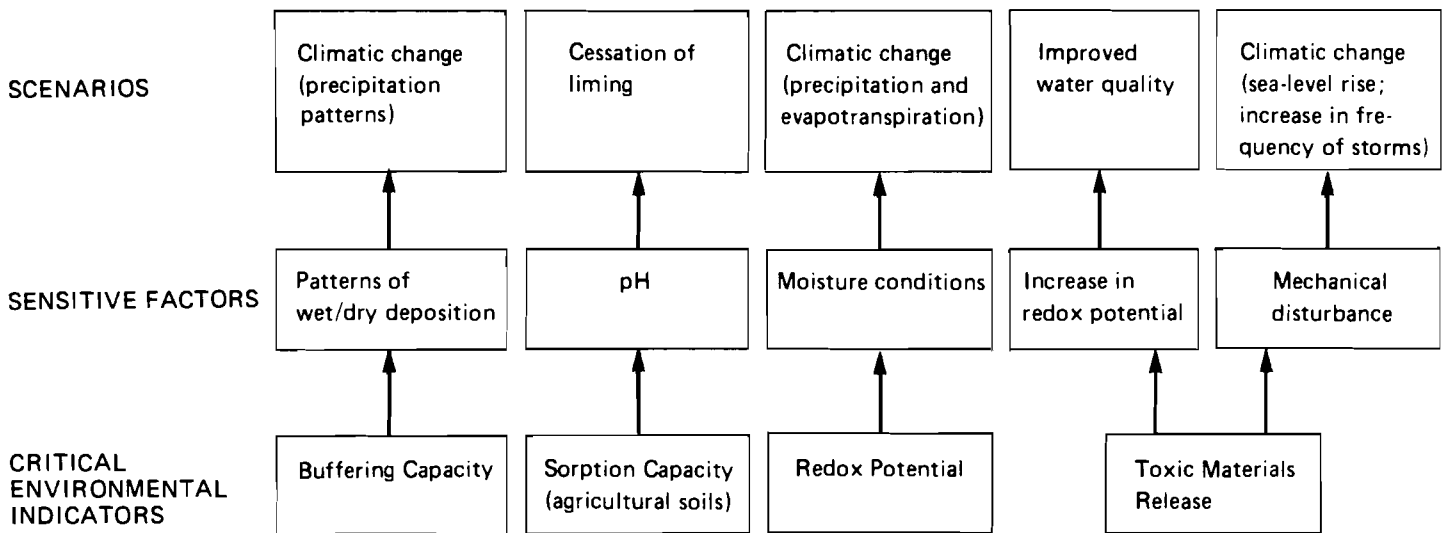 SCENARIOS
Climatic change
(precipitation
patterns)
Cessation of
liming
Climatic change
(precipitation and
evapotranspiration)
Improved
water quality
Climatic change
(sea-level rise;
increase in fre-
quency of storms)
SENSITIVE FACTORS
Patterns of
wet/dry deposition
pH
Moisture conditions
Increase in
redox potential
Mechanical
disturbance
CRITICAL
ENVIRONMENTAL
INDICATORS
Buffering Capacity
Sorption Capacity
(agricultural soils)
Redox Potential
Toxic Materials
Release